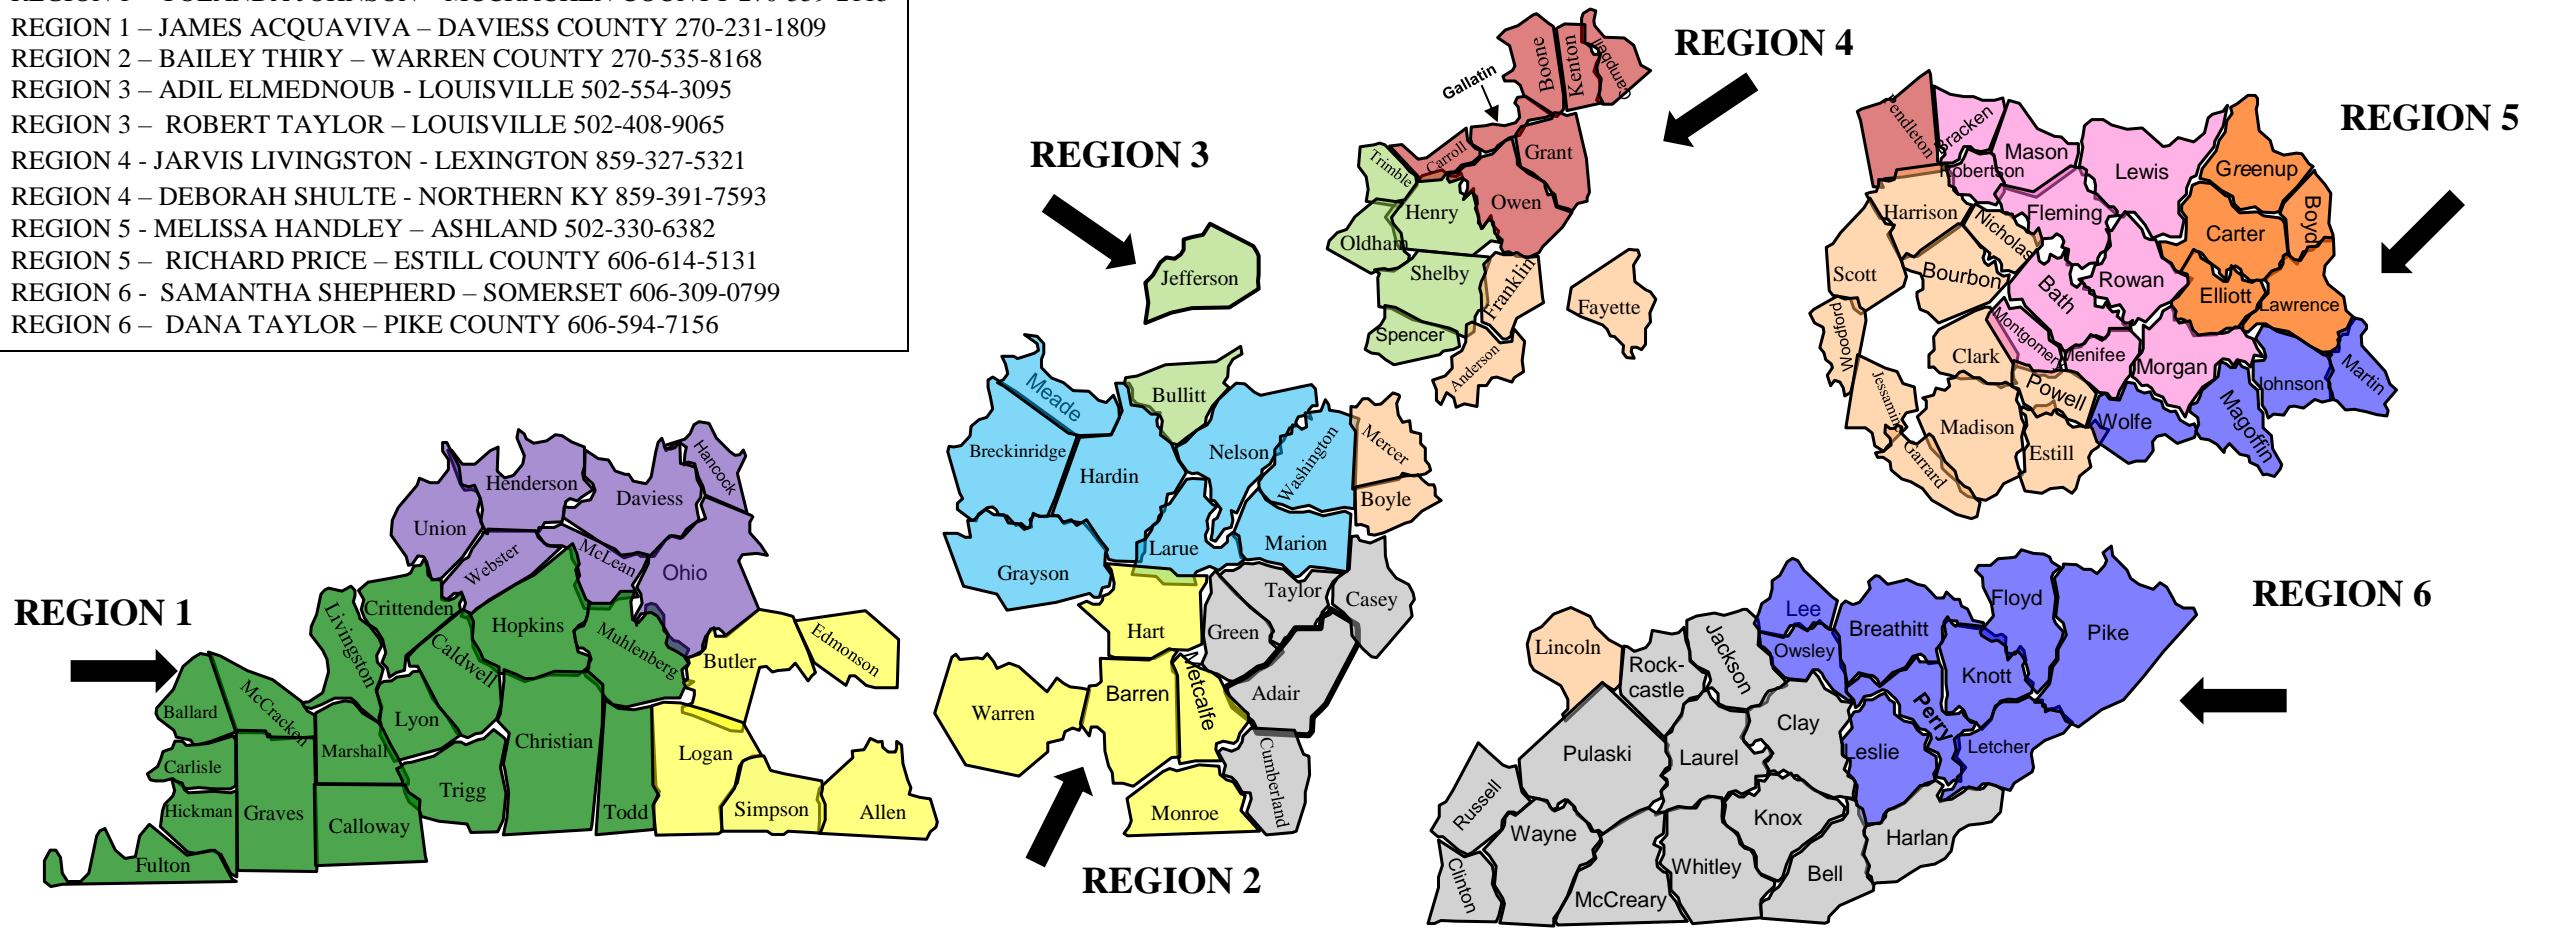 REGION 1 – JAMES ACQUAVIVA – DAVIESS COUNTY 270-231-1809
REGION 2 – BAILEY THIRY – WARREN COUNTY 270-535-8168
REGION 3 – ADIL ELMEDNOUB - LOUISVILLE 502-554-3095
REGION 3 – ROBERT TAYLOR – LOUISVILLE 502-408-9065
REGION 4 - JARVIS LIVINGSTON - LEXINGTON 859-327-5321
REGION 4 – DEBORAH SHULTE - NORTHERN KY 859-391-7593
REGION 5 - MELISSA HANDLEY – ASHLAND 502-330-6382
REGION 5 – RICHARD PRICE – ESTILL COUNTY 606-614-5131
REGION 6 - SAMANTHA SHEPHERD – SOMERSET 606-309-0799
REGION 6 – DANA TAYLOR – PIKE COUNTY 606-594-7156
REGION 1
Hancock
Henderson
Daviess
Union
Webster
McLean
Ohio
Crittenden
Livingston
Hopkins
Caldwell
Muhlenberg
Butler
Edmonson
Ballard
McCracken
Lyon
Marshall
Christian
Logan
Carlisle
Trigg
Hickman
Graves
Calloway
Todd
Simpson
Allen
Fulton
REGION 3
Jefferson
Trimble
Henry
Oldham
Shelby
Spencer
Bullitt
Meade
Breckinridge
Hardin
Nelson
Washington
Mercer
Boyle
Grayson
Larue
Marion
Hart
Taylor
Casey
Green
Warren
Barren
Metcalfe
Adair
Monroe
Cumberland
REGION 2
REGION 4
Boone
Kenton
Campbell
Gallatin
Carroll
Grant
Owen
Franklin
Fayette
Anderson
REGION 5
Pendleton
Bracken
Mason
Robertson
Lewis
Greenup
Harrison
Nicholas
Fleming
Carter
Boyd
Scott
Bourbon
Bath
Rowan
Elliott
Lawrence
Woodford
Montgomery
Clark
Menifee
Morgan
Johnson
Martin
Jessamine
Powell
Madison
Wolfe
Magoffin
Estill
Garrard
REGION 6
Lee
Floyd
Lincoln
Jackson
Breathitt
Pike
Rock-
castle
Owsley
Knott
Perry
Clay
Pulaski
Laurel
Leslie
Letcher
Russell
Wayne
Knox
Harlan
Clinton
Whitley
Bell
McCreary